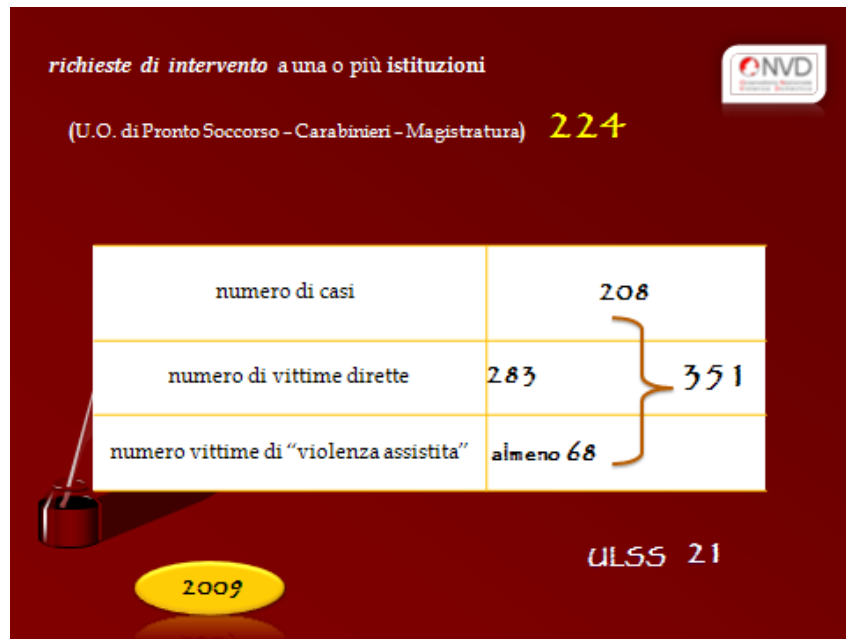 richieste di intervento a una o più istituzioni
ONVD
(U.O. di Pronto Soccorso – Carabinieri – Magistratura) 224
numero di casi 208
numero di vittime dirette 283 351
numero vittime di “violenza assistita” almeno 68
ULSS 21
2009